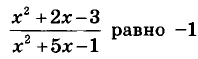 x² + 2x - 3
x² + 5x - 1 равно -1